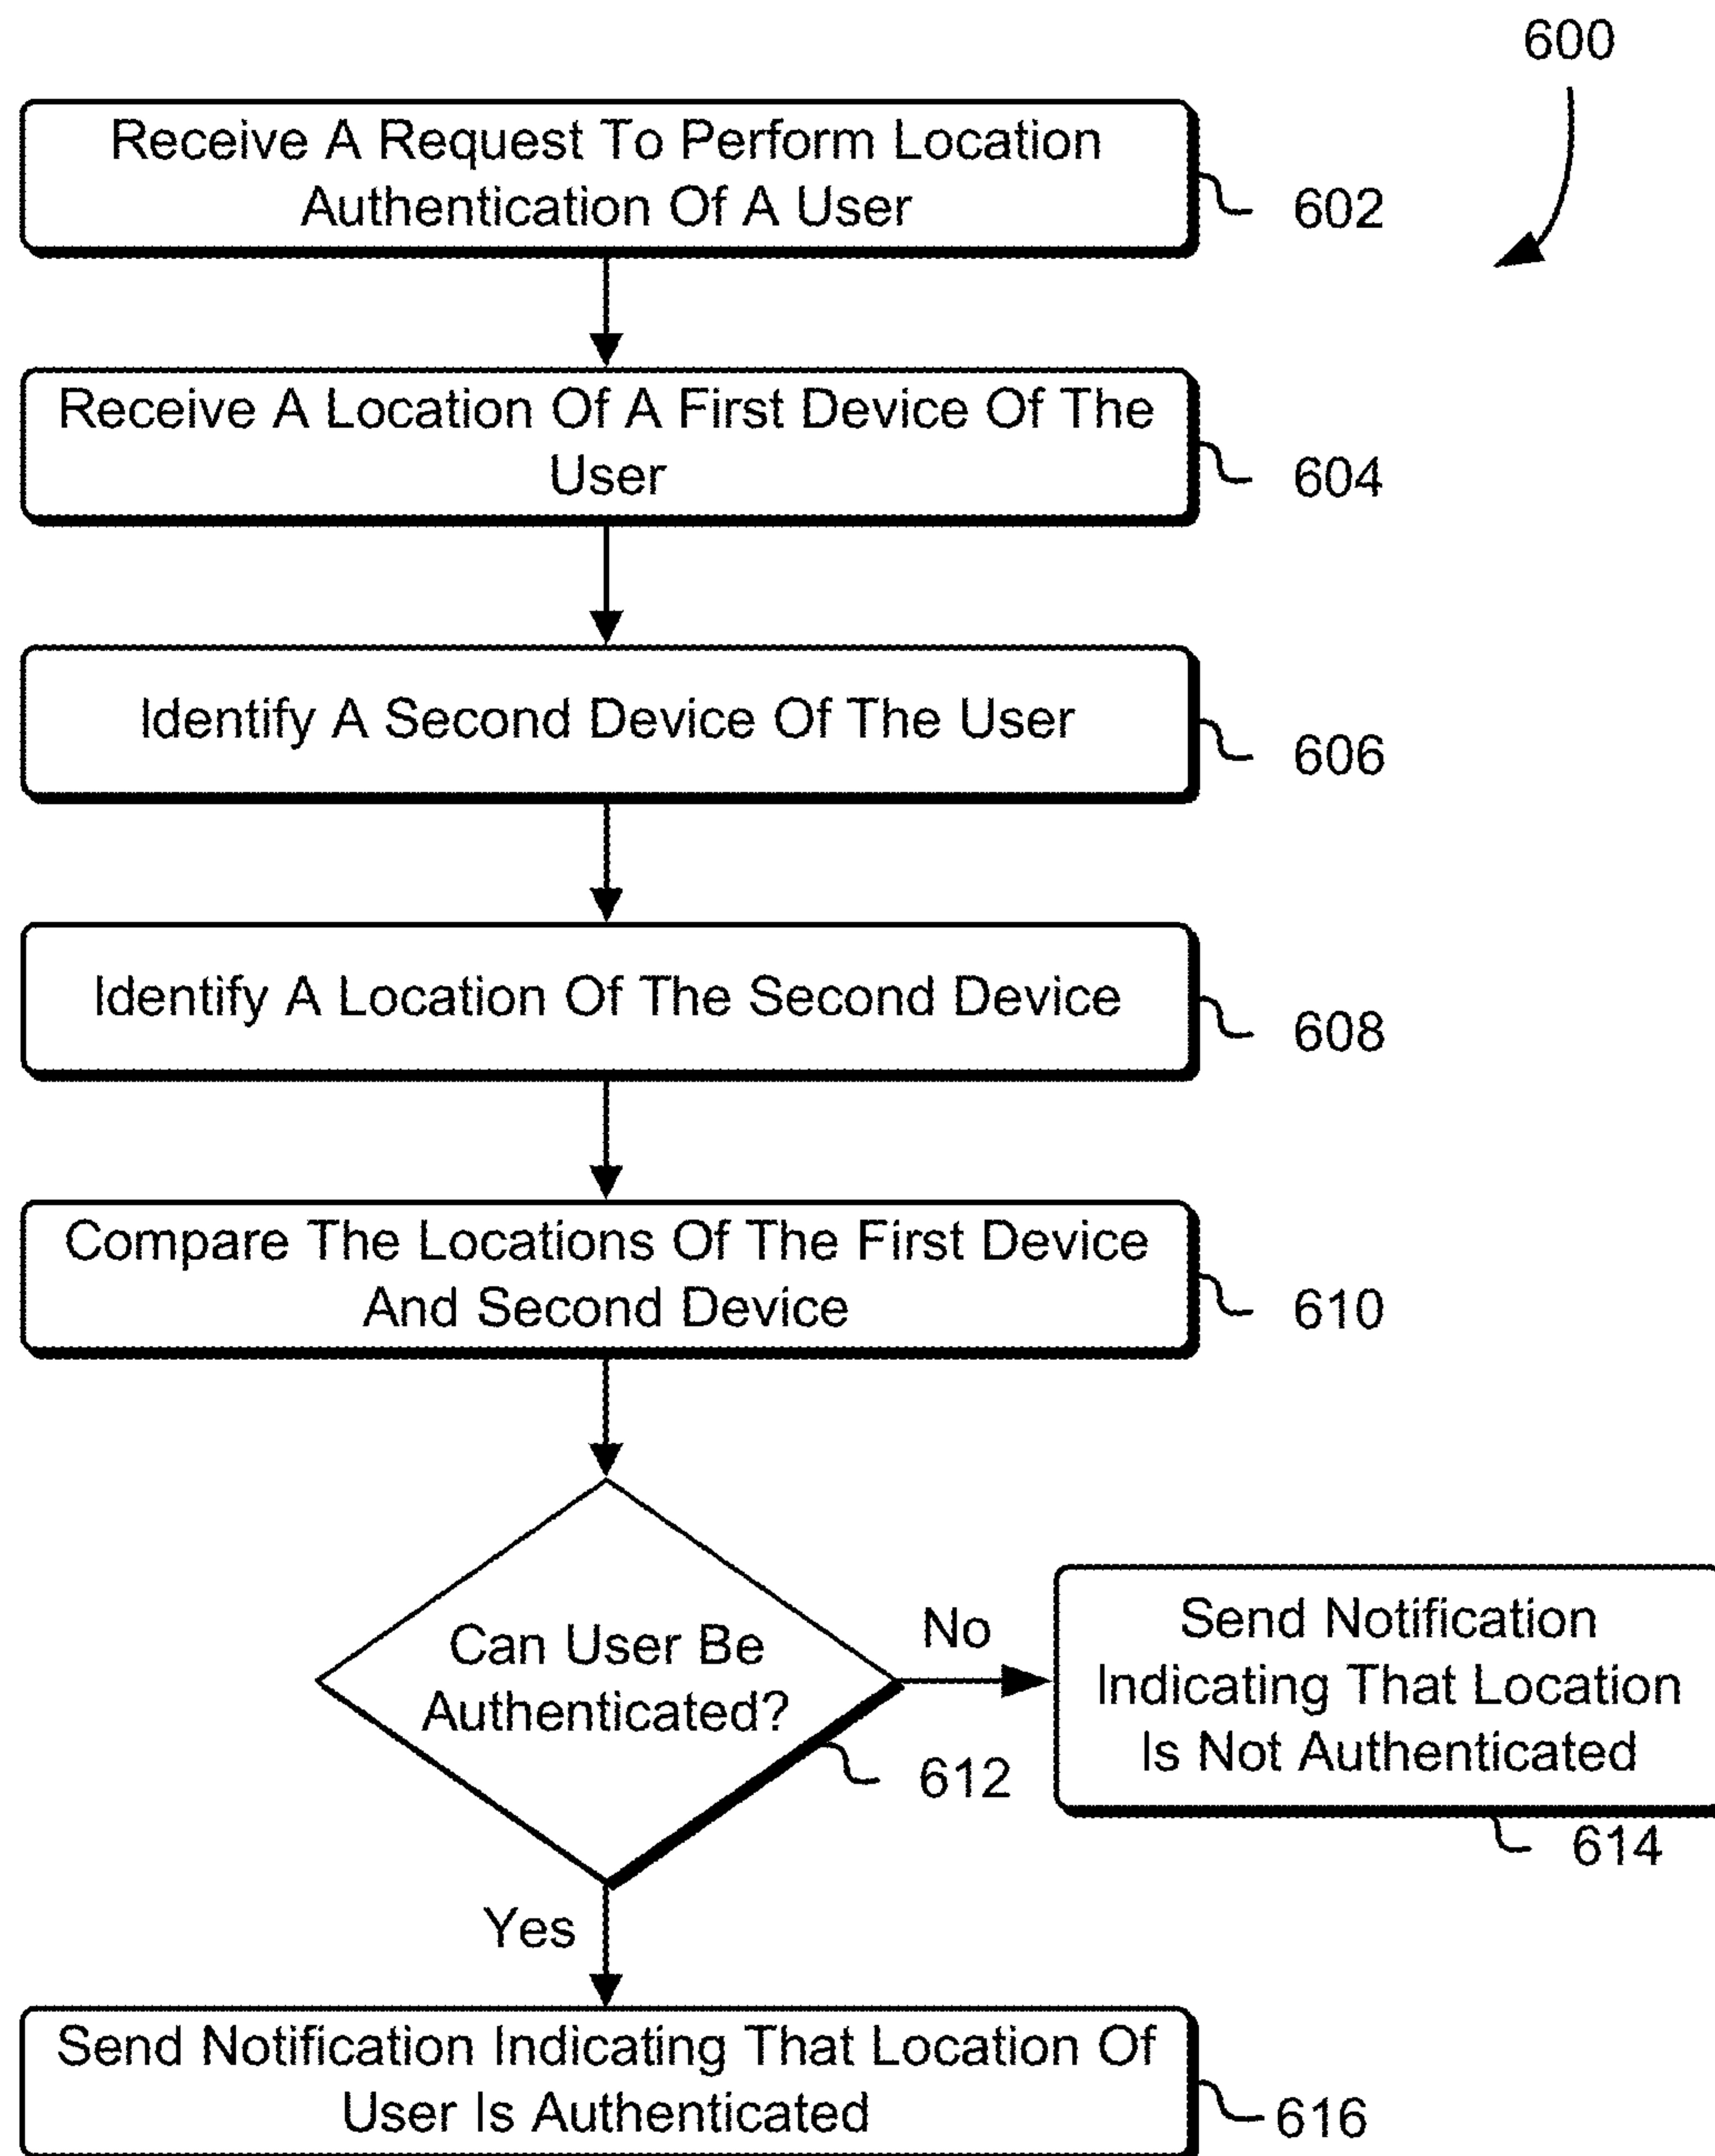 600
Receive A Request To Perform Location
Authentication Of A User
602
Receive A Location Of A First Device Of The
User
604
Identify A Second Device Of The User
606
Identify A Location Of The Second Device
608
Compare The Locations Of The First Device
And Second Device
610
Can User Be
Authenticated?
612
No
Send Notification
Indicating That Location
Is Not Authenticated
614
Yes
Send Notification Indicating That Location Of
User Is Authenticated
616